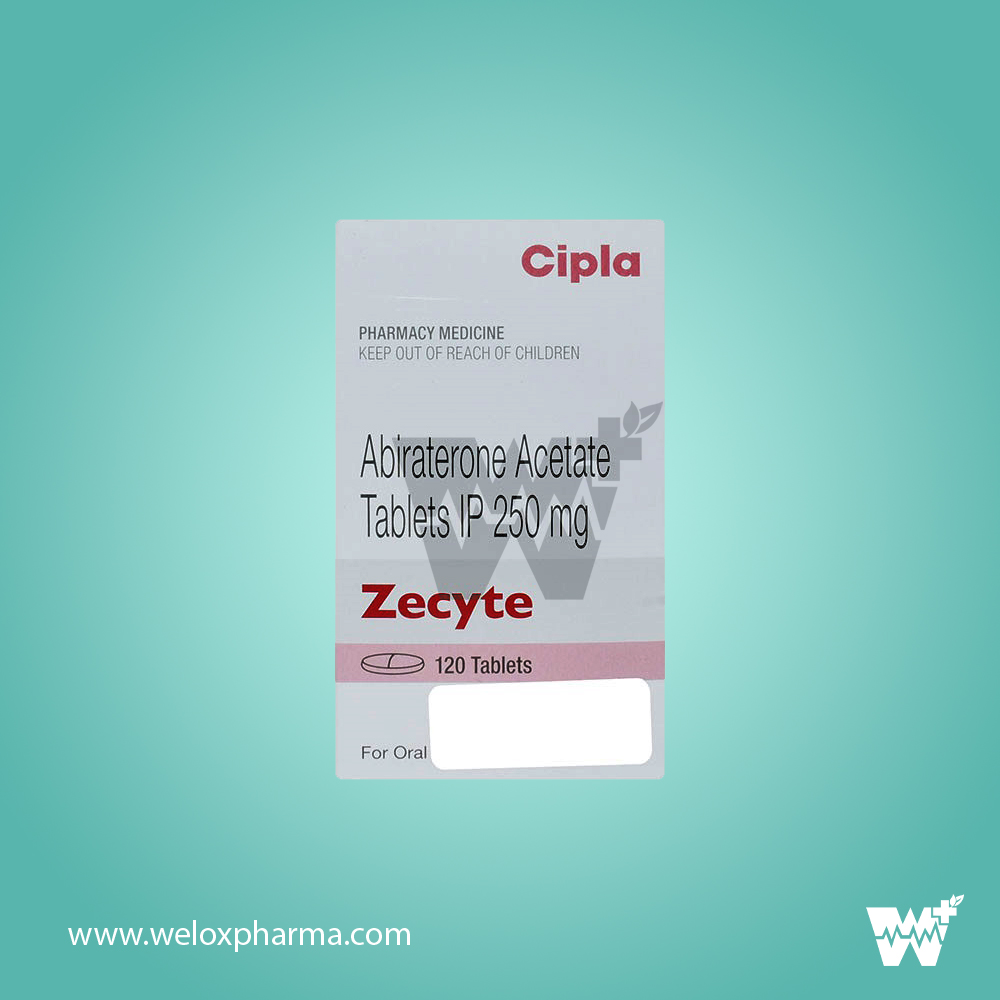 Cipla
PHARMACY MEDICINE
KEEP OUT OF REACH OF CHILDREN
Abiraterone Acetate
Tablets IP 250 mg
Zecyte
120 Tablets
For Oral
www.weloxpharma.com
W